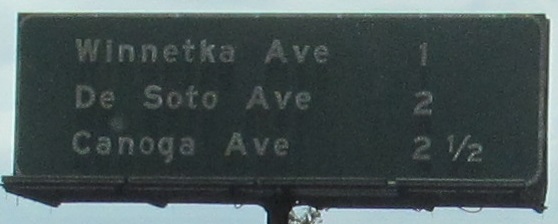 Winnetka Ave 1
De Soto Ave 2
Canoga Ave 2 1/2